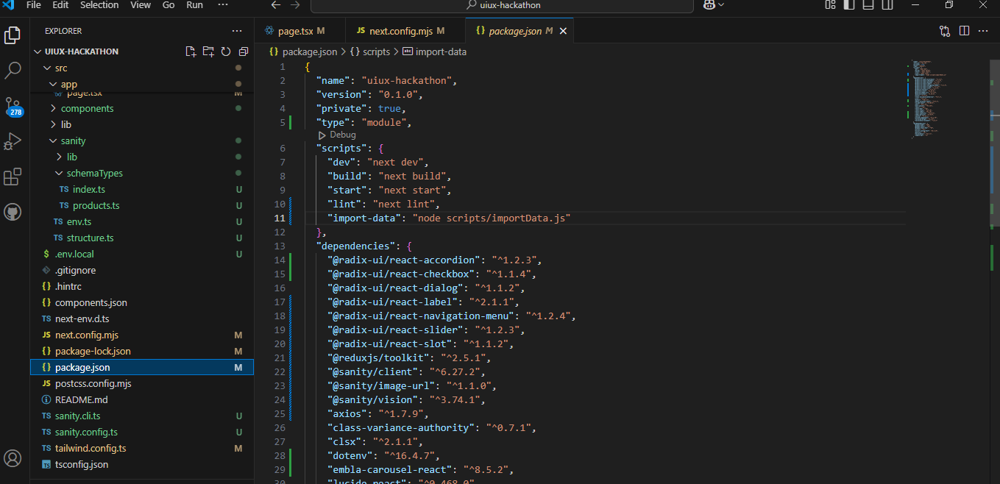 File Edit Selection View Go Run ···
uiux-hackathon
EXPLORER
UIUX-HACKATHON
src
app
page.tsx M
components
lib
sanity
lib
schemaTypes
TS index.ts U
TS products.ts U
TS env.ts U
TS structure.ts U
$ .env.local U
.gitignore
{} .hintrc
{} components.json
TS next-env.d.ts
JS next.config.mjs M
{} package-lock.json M
{} package.json M
JS postcss.config.mjs
README.md
TS sanity.cli.ts U
TS sanity.config.ts U
TS tailwind.config.ts M
TS tsconfig.json
278
page.tsx M
JS next.config.mjs M
{} package.json M
{} package.json > {} scripts > import-data
1 {
2 "name": "uiux-hackathon",
3 "version": "0.1.0",
4 "private": true,
5 "type": "module",
Debug
6 "scripts": {
7 "dev": "next dev",
8 "build": "next build",
9 "start": "next start",
10 "lint": "next lint",
11 "import-data": "node scripts/importData.js"
12 },
13 "dependencies": {
14 "@radix-ui/react-accordion": "^1.2.3",
15 "@radix-ui/react-checkbox": "^1.1.4",
16 "@radix-ui/react-dialog": "^1.1.2",
17 "@radix-ui/react-label": "^2.1.1",
18 "@radix-ui/react-navigation-menu": "^1.2.4",
19 "@radix-ui/react-slider": "^1.2.3",
20 "@radix-ui/react-slot": "^1.1.2",
21 "@reduxjs/toolkit": "^2.5.1",
22 "@sanity/client": "^6.27.2",
23 "@sanity/image-url": "^1.1.0",
24 "@sanity/vision": "^3.74.1",
25 "axios": "^1.7.9",
26 "class-variance-authority": "^0.7.1",
27 "clsx": "^2.1.1",
28 "dotenv": "^16.4.7",
29 "embla-carousel-react": "^8.5.2",
30 "lucide-react": "^0.468.0"